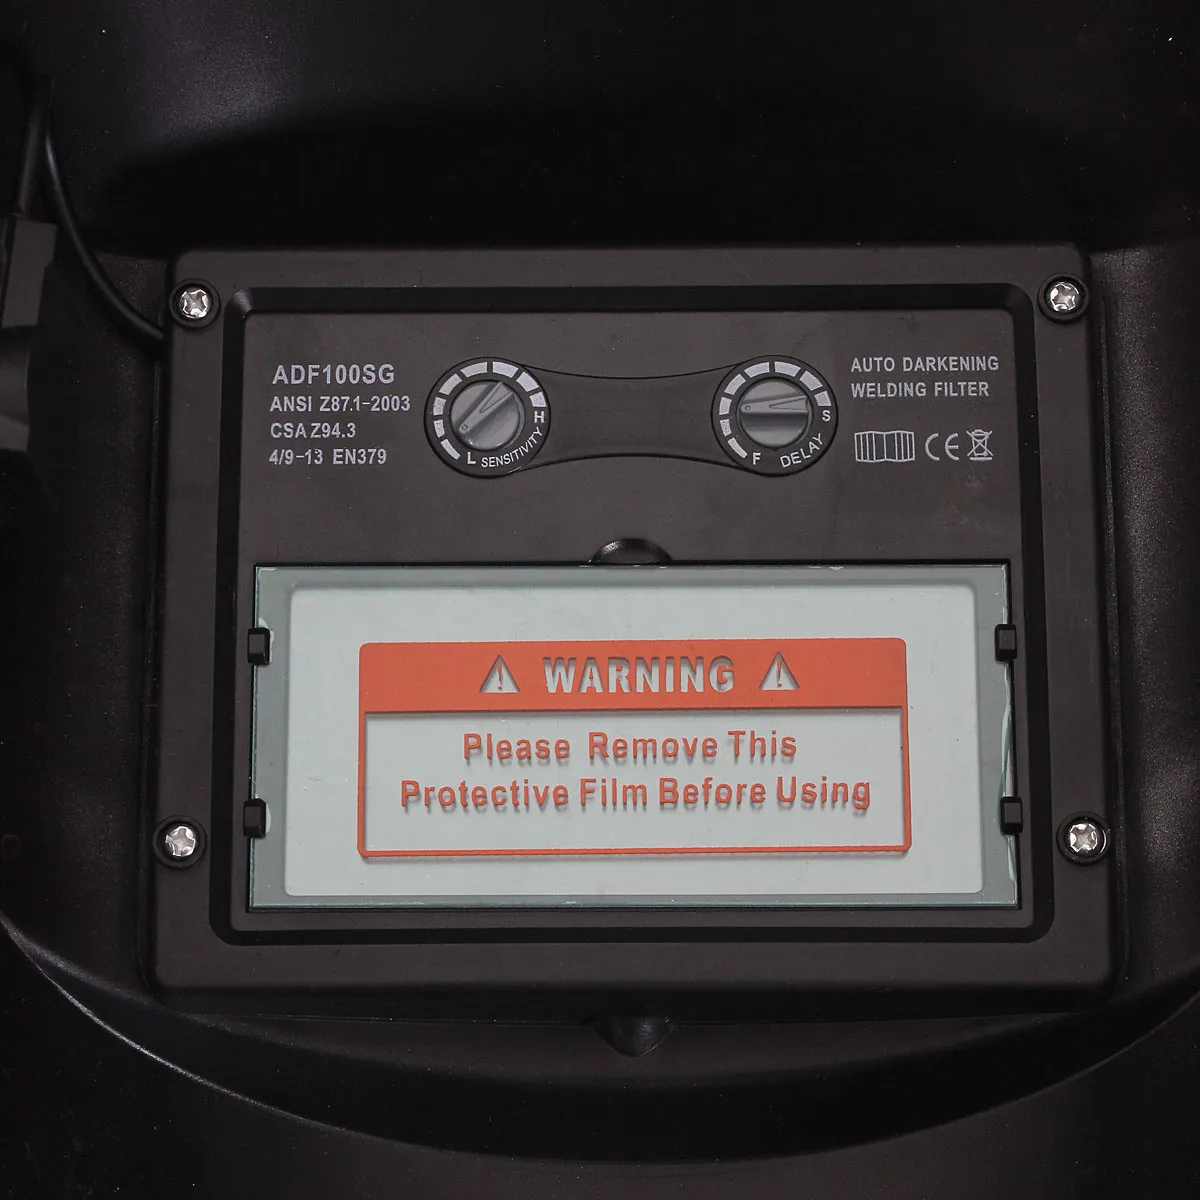 ADF100SG
ANSI Z87.1-2003
CSA Z94.3
4/9-13 EN379
H
L SENSITIVITY
S
F DELAY
AUTO DARKENING
WELDING FILTER
CE
WARNING
Please Remove This
Protective Film Before Using